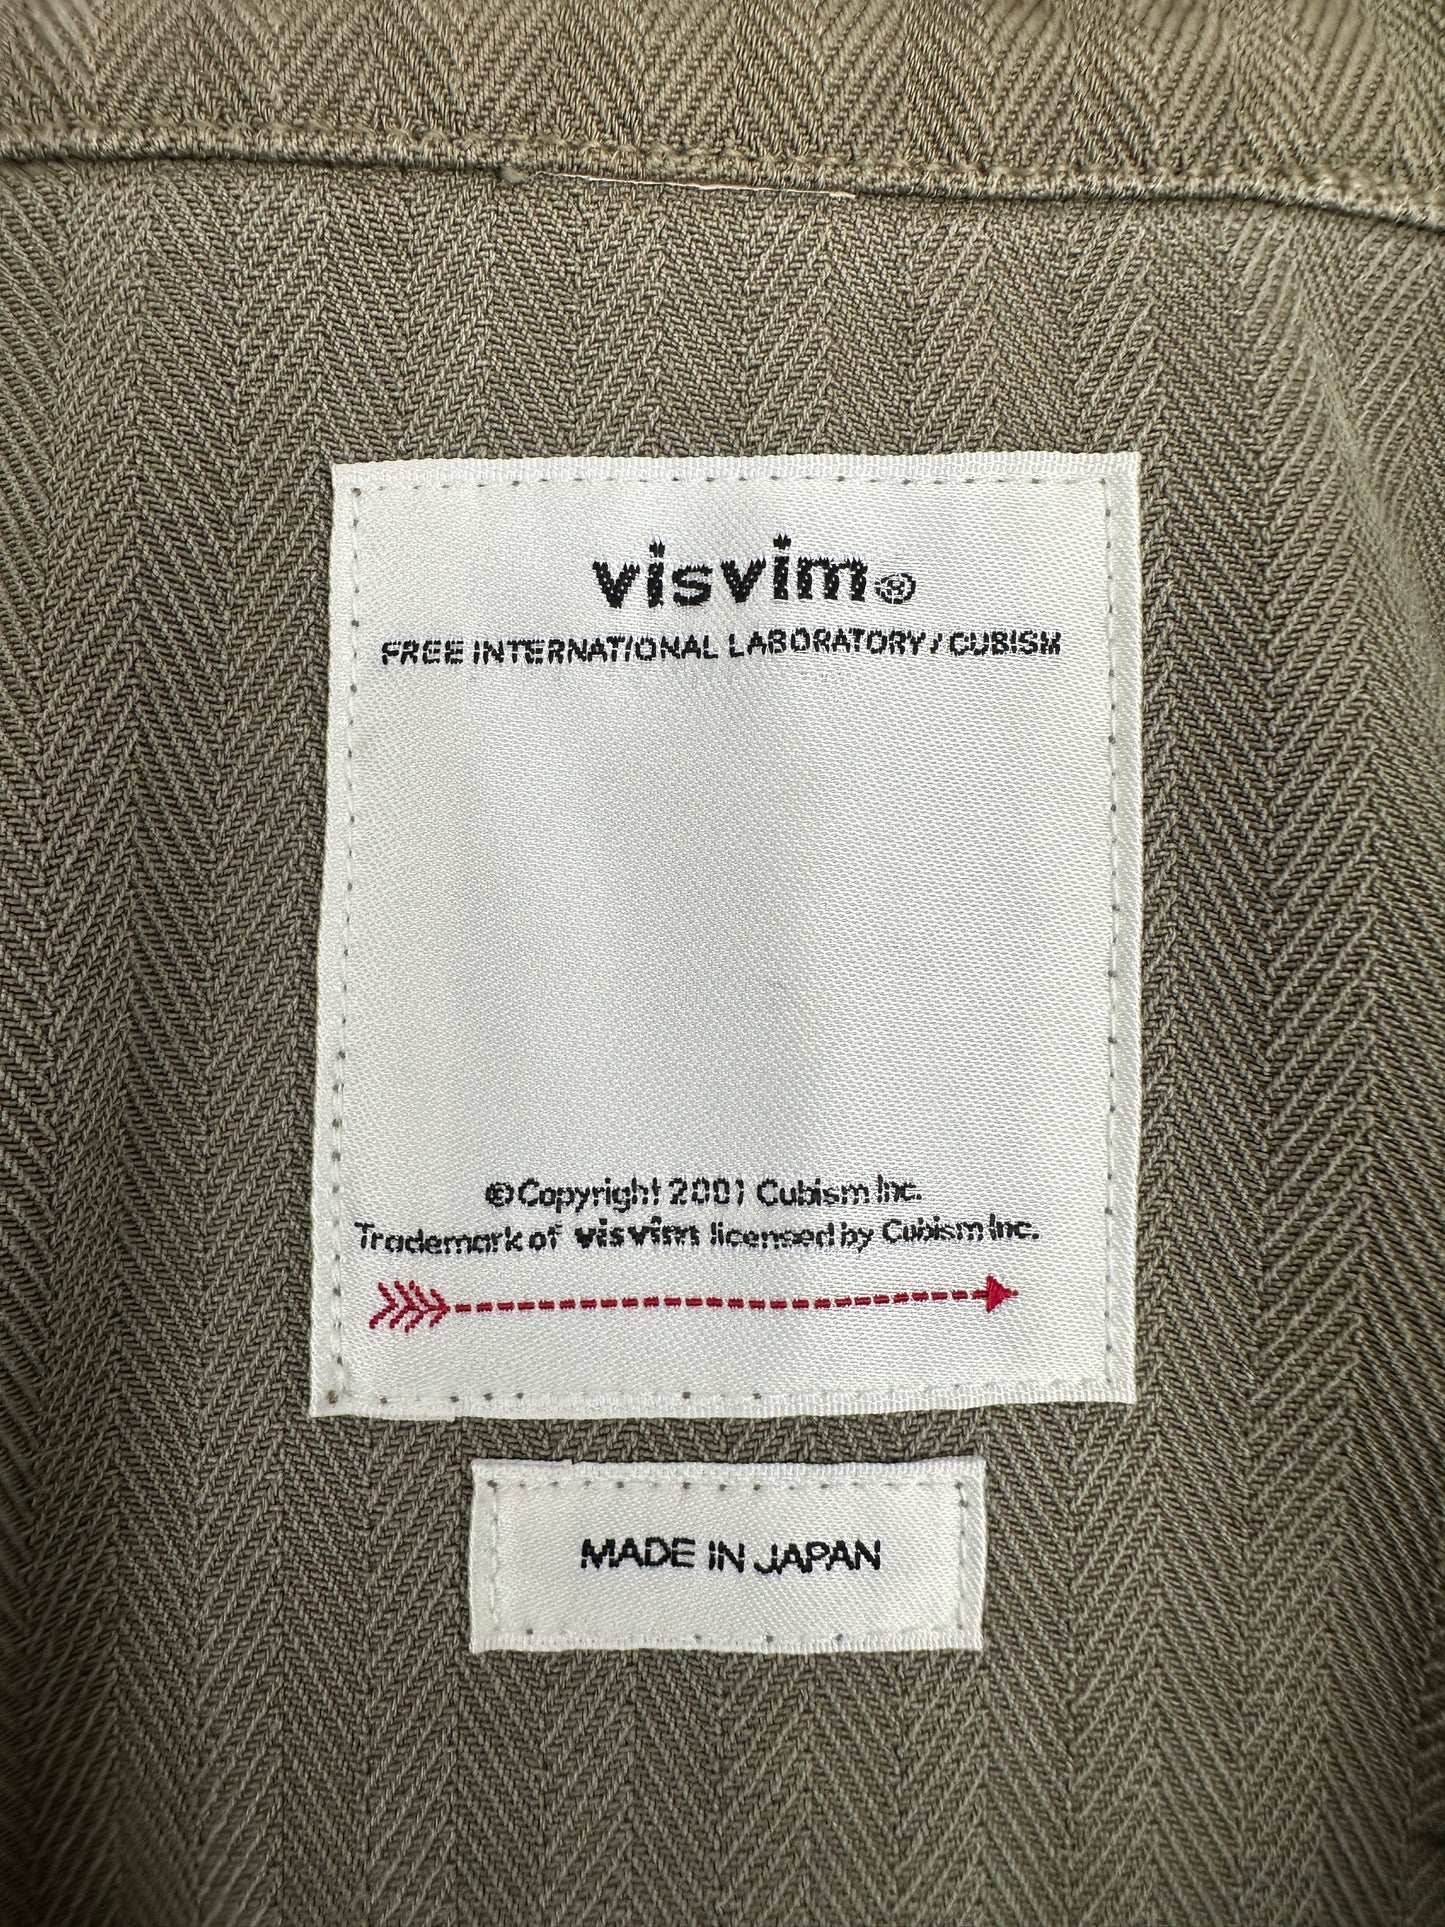 visvim®
FREE INTERNATIONAL LABORATORY / CUBISM
© Copyright 2001 Cubism Inc.
Trademark of visvim licensed by Cubism Inc.
MADE IN JAPAN